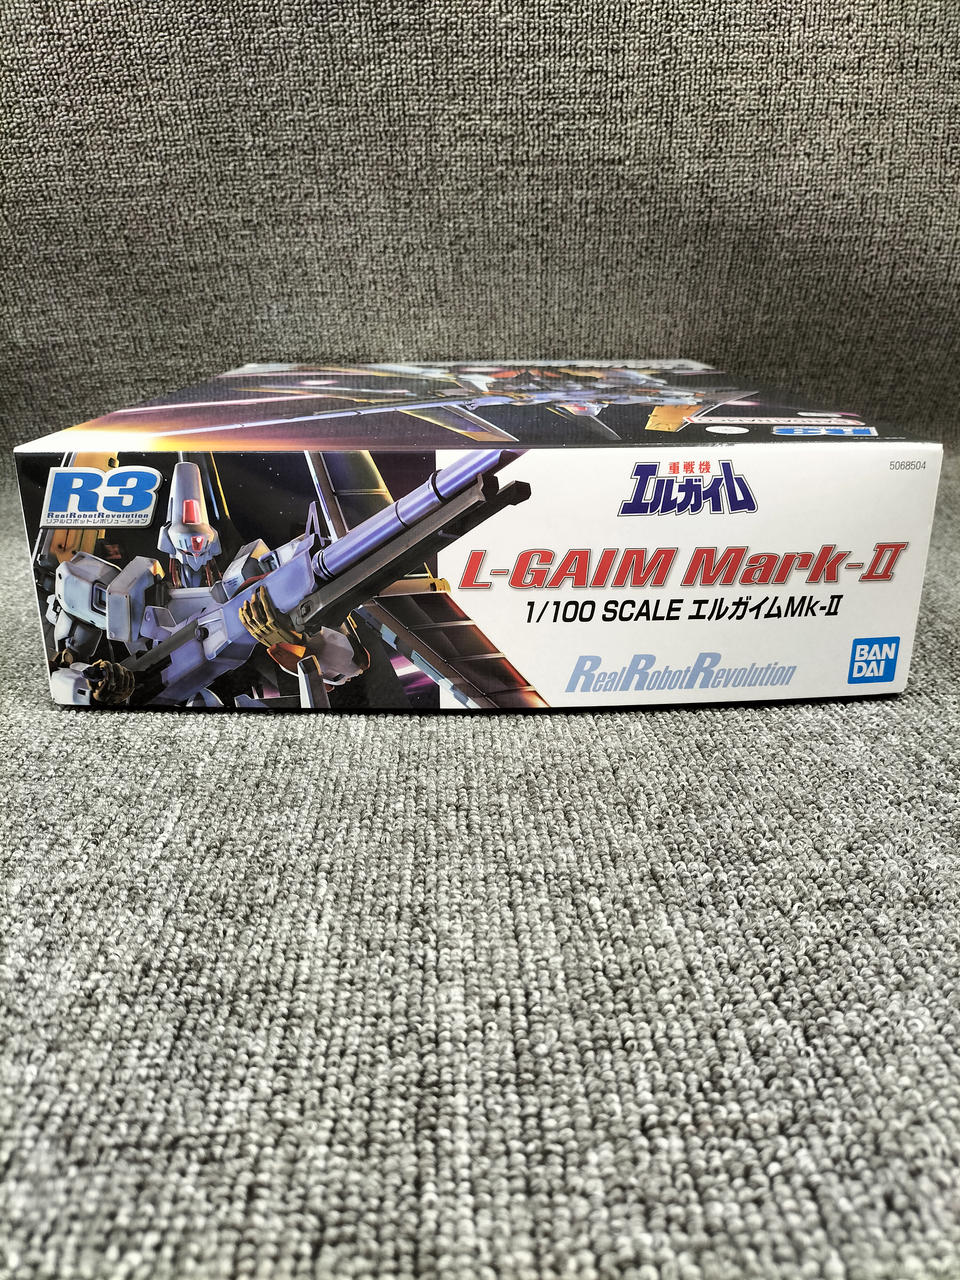 R3
RealRobotRevolution
リアルロボットレボリューション
5068504
重戦機
エルガイム
L-GAIM Mark-II
1/100 SCALE エルガイムMk-II
RealRobotRevolution
BAN
DAI